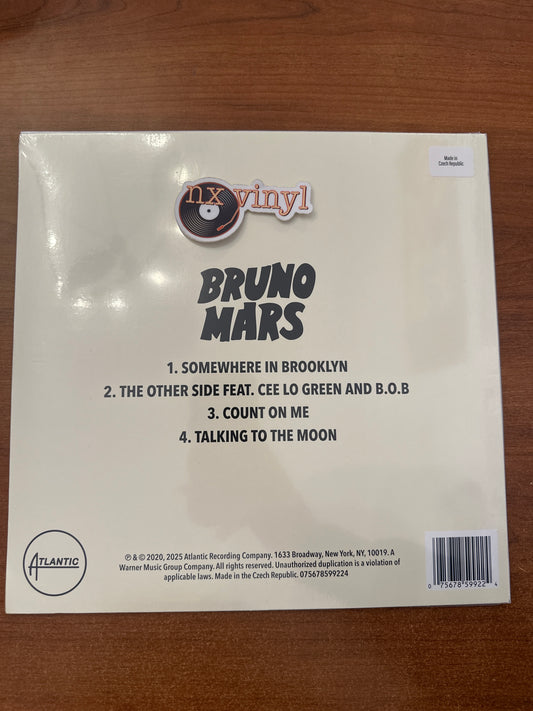 Made in
Czech Republic
nx vinyl
BRUNO
MARS
1. SOMEWHERE IN BROOKLYN
2. THE OTHER SIDE FEAT. CEE LO GREEN AND B.O.B
3. COUNT ON ME
4. TALKING TO THE MOON
ATLANTIC
℗ & © 2020, 2025 Atlantic Recording Company. 1633 Broadway, New York, NY, 10019. A
Warner Music Group Company. All rights reserved. Unauthorized duplication is a violation of
applicable laws. Made in the Czech Republic. 075678599224
0 75678 59922 4